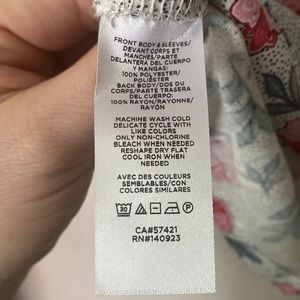 FRONT BODY & SLEEVES/
DEVANT CORPS ET
MANCHES/PARTE
DELANTERA DEL CUERPO
Y MANGAS:
100% POLYESTER/
POLIÉSTER
BACK BODY/DOS DU
CORPS/PARTE TRASERA
DEL CUERPO:
100% RAYON/RAYONNE/
RAYÓN
MACHINE WASH COLD
DELICATE CYCLE WITH
LIKE COLORS
ONLY NON-CHLORINE
BLEACH WHEN NEEDED
RESHAPE DRY FLAT
COOL IRON WHEN
NEEDED
AVEC DES COULEURS
SEMBLABLES/CON
COLORES SIMILARES
30
P
CA#57421
RN#140923